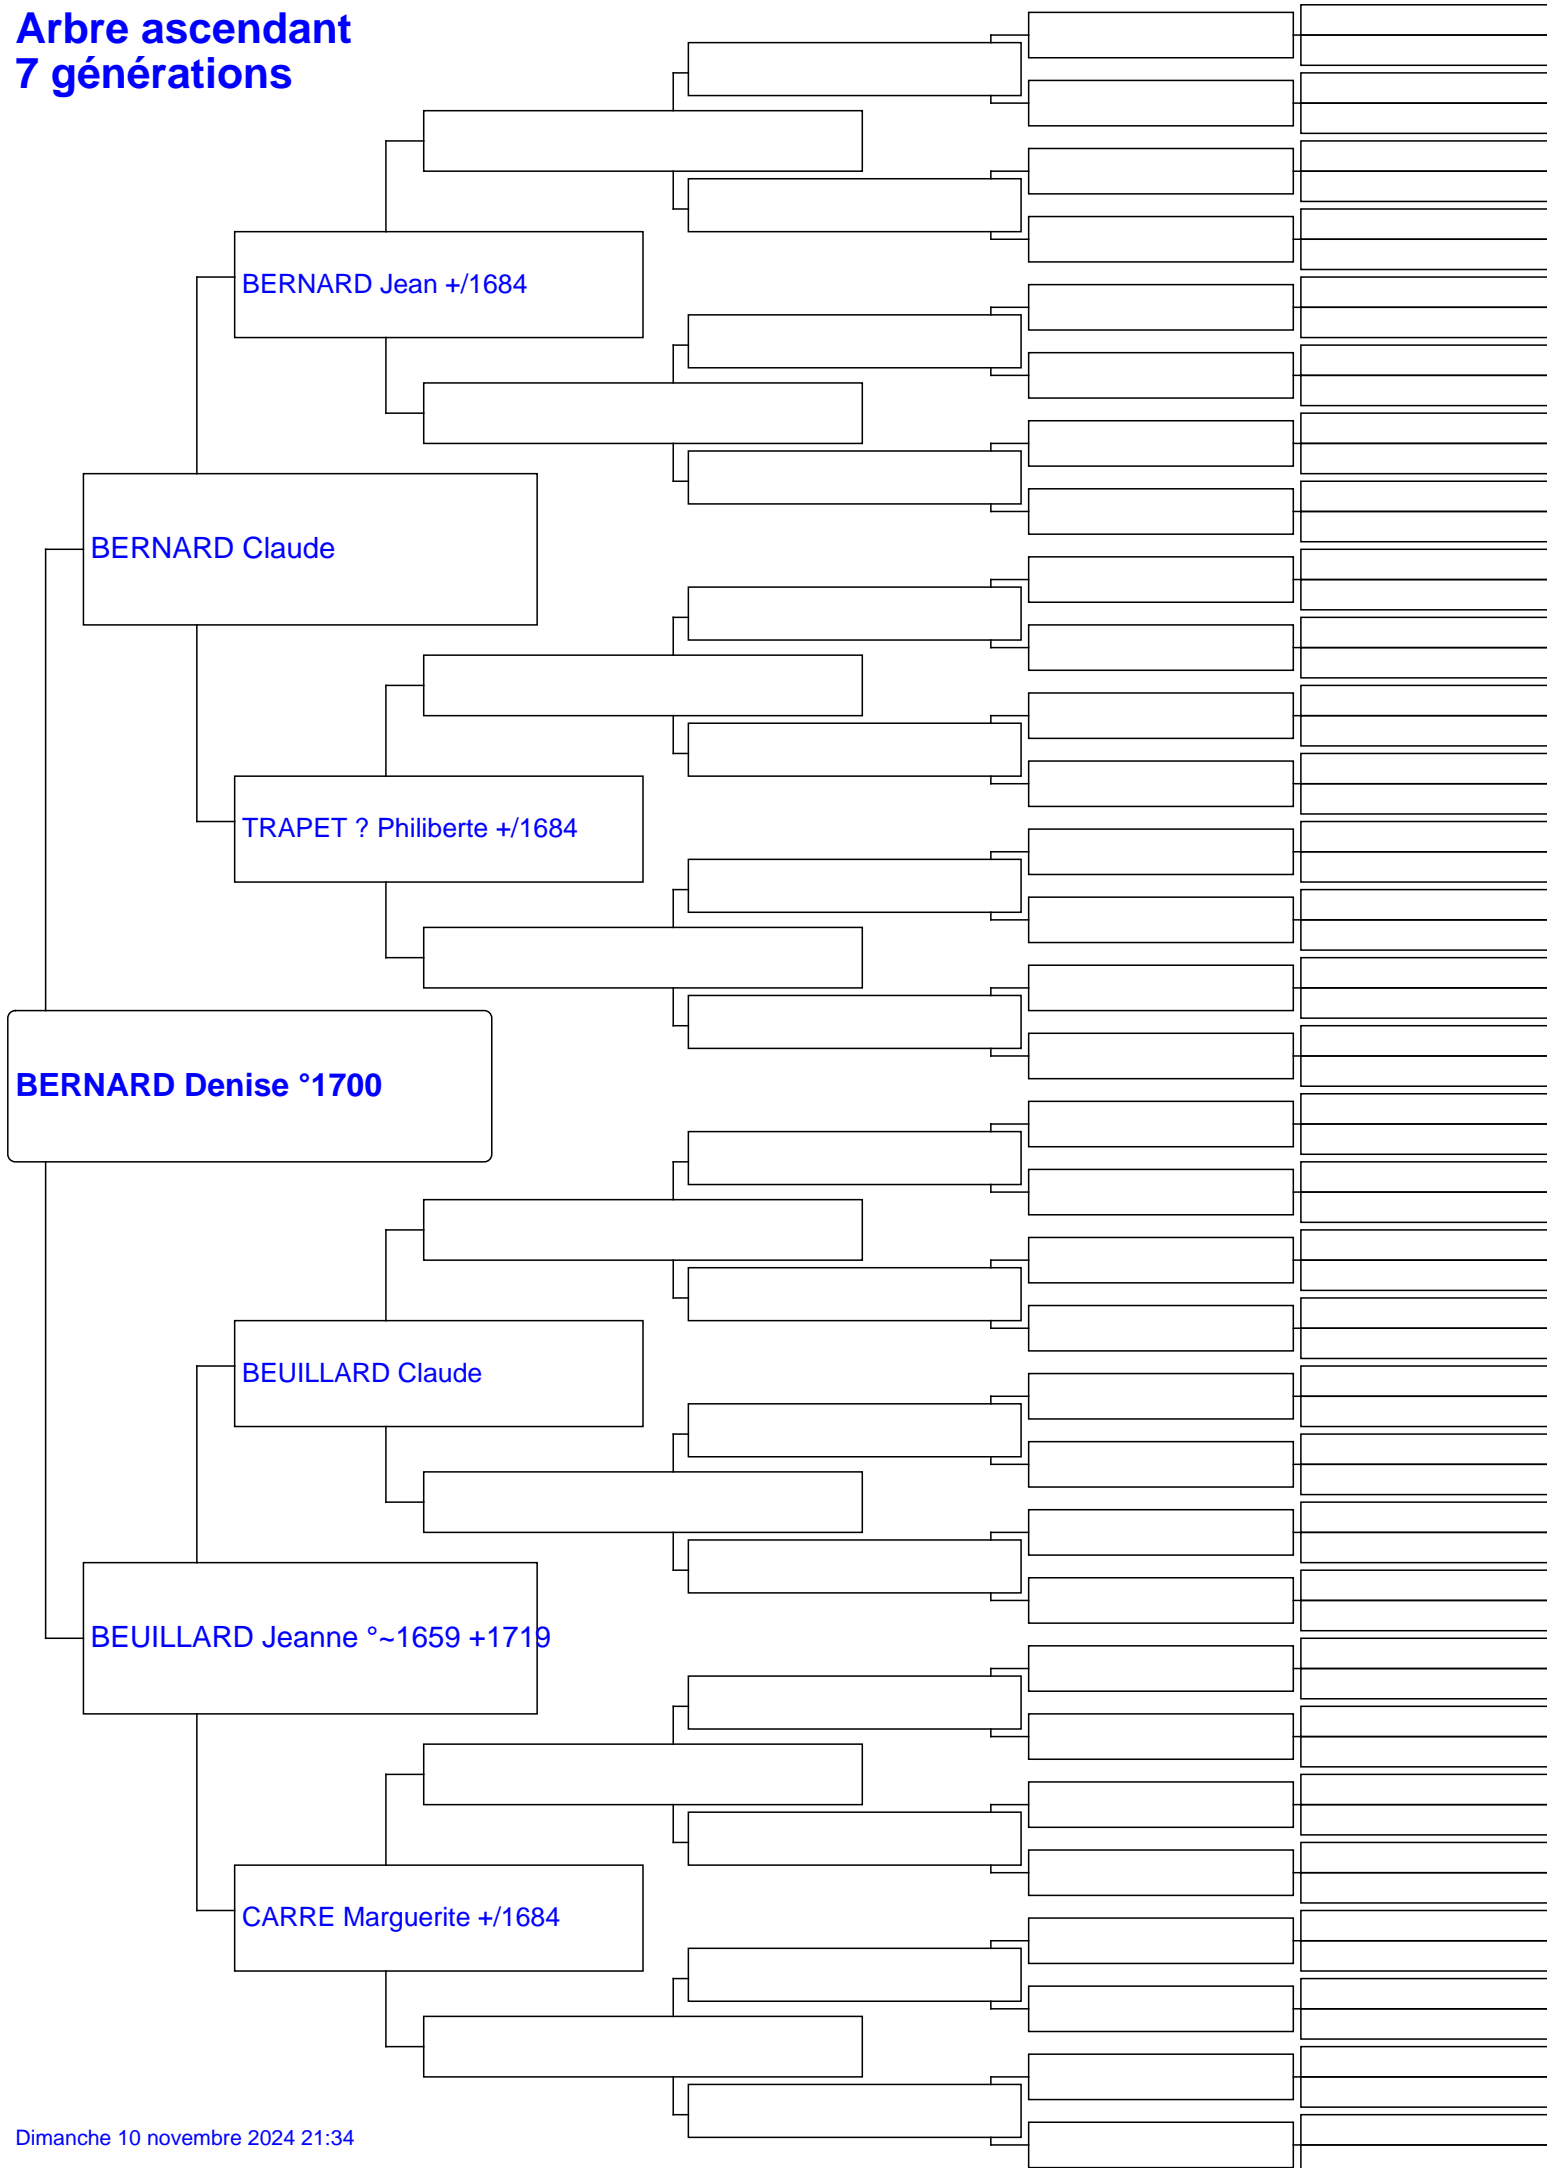 Arbre ascendant
7 générations
BERNARD Jean +/1684
BERNARD Claude
TRAPET ? Philiberte +/1684
BERNARD Denise °1700
BEUILLARD Claude
BEUILLARD Jeanne °~1659 +1719
CARRE Marguerite +/1684
Dimanche 10 novembre 2024 21:34